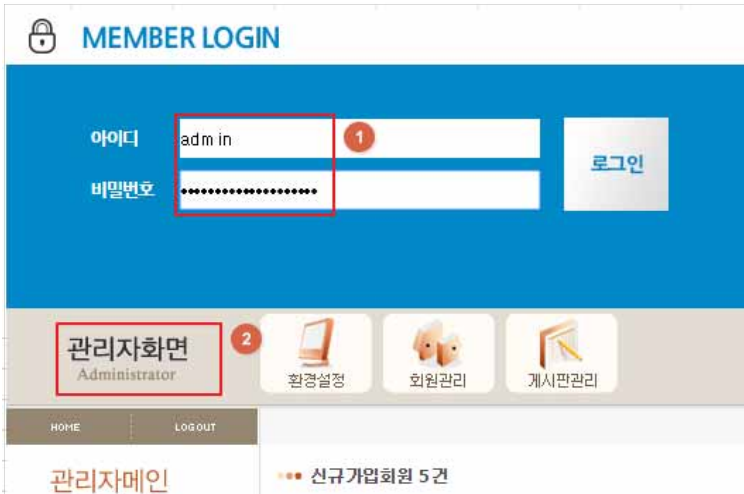 MEMBER LOGIN
아이디 admin 1
로그인
비밀번호 ••••••••••••••••••••
관리자화면 2
Administrator
환경설정 회원관리 게시판관리
HOME LOGOUT
관리자메인 신규가입회원 5건